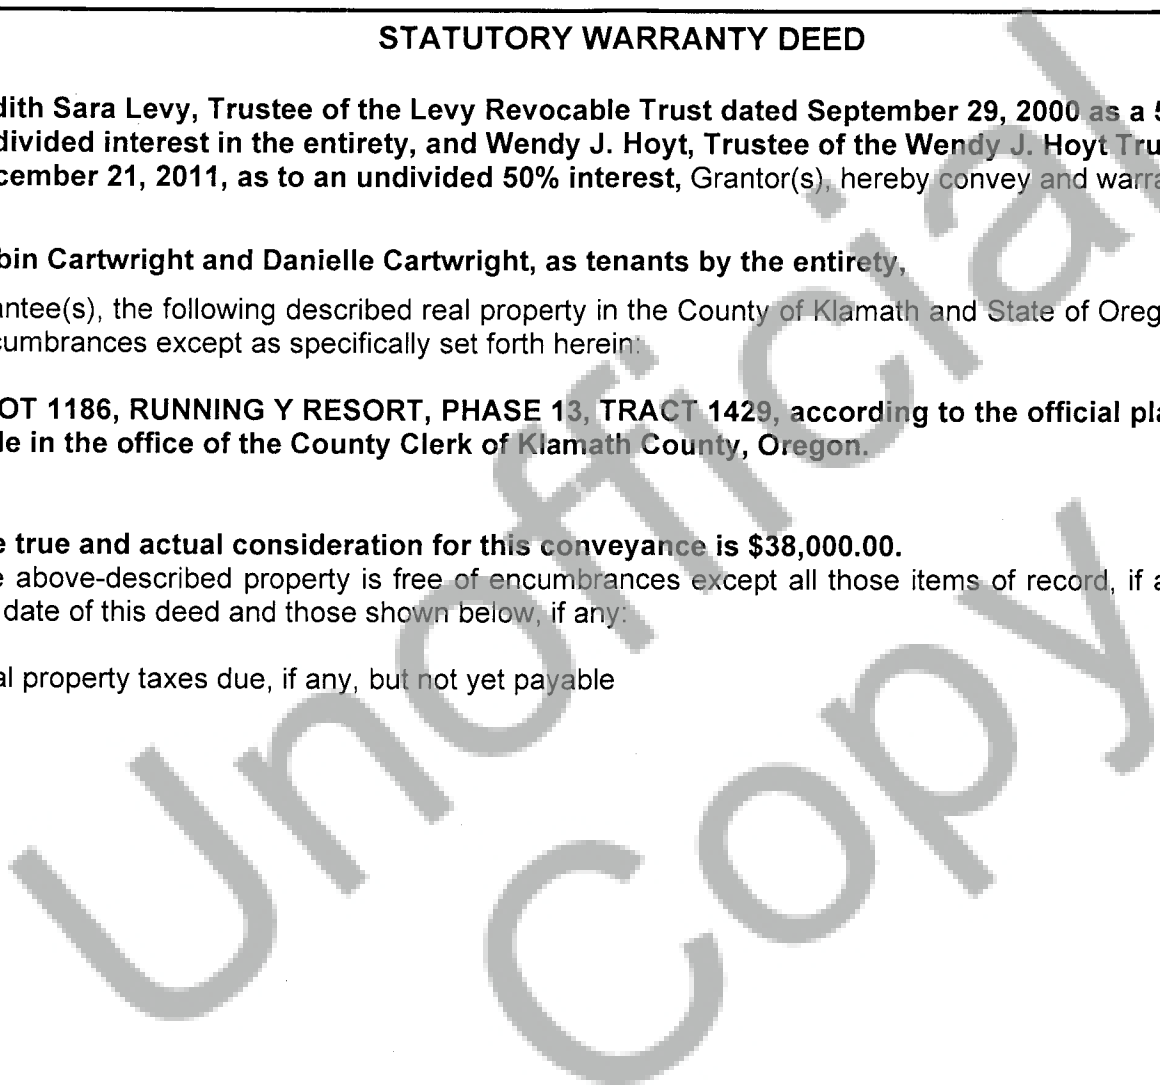 STATUTORY WARRANTY DEED
dith Sara Levy, Trustee of the Levy Revocable Trust dated September 29, 2000 as a 5
divided interest in the entirety, and Wendy J. Hoyt, Trustee of the Wendy J. Hoyt Tru
cember 21, 2011, as to an undivided 50% interest, Grantor(s), hereby convey and warra
bin Cartwright and Danielle Cartwright, as tenants by the entirety,
antee(s), the following described real property in the County of Klamath and State of Oreg
cumbrances except as specifically set forth herein:
OT 1186, RUNNING Y RESORT, PHASE 13, TRACT 1429, according to the official pla
le in the office of the County Clerk of Klamath County, Oregon.
e true and actual consideration for this conveyance is $38,000.00.
e above-described property is free of encumbrances except all those items of record, if a
date of this deed and those shown below, if any:
al property taxes due, if any, but not yet payable
Unofficial
Copy